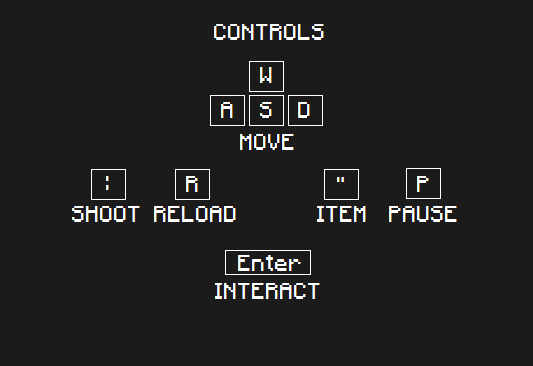 CONTROLS
W
A S D
MOVE
: R " P
SHOOT RELOAD ITEM PAUSE
Enter
INTERACT